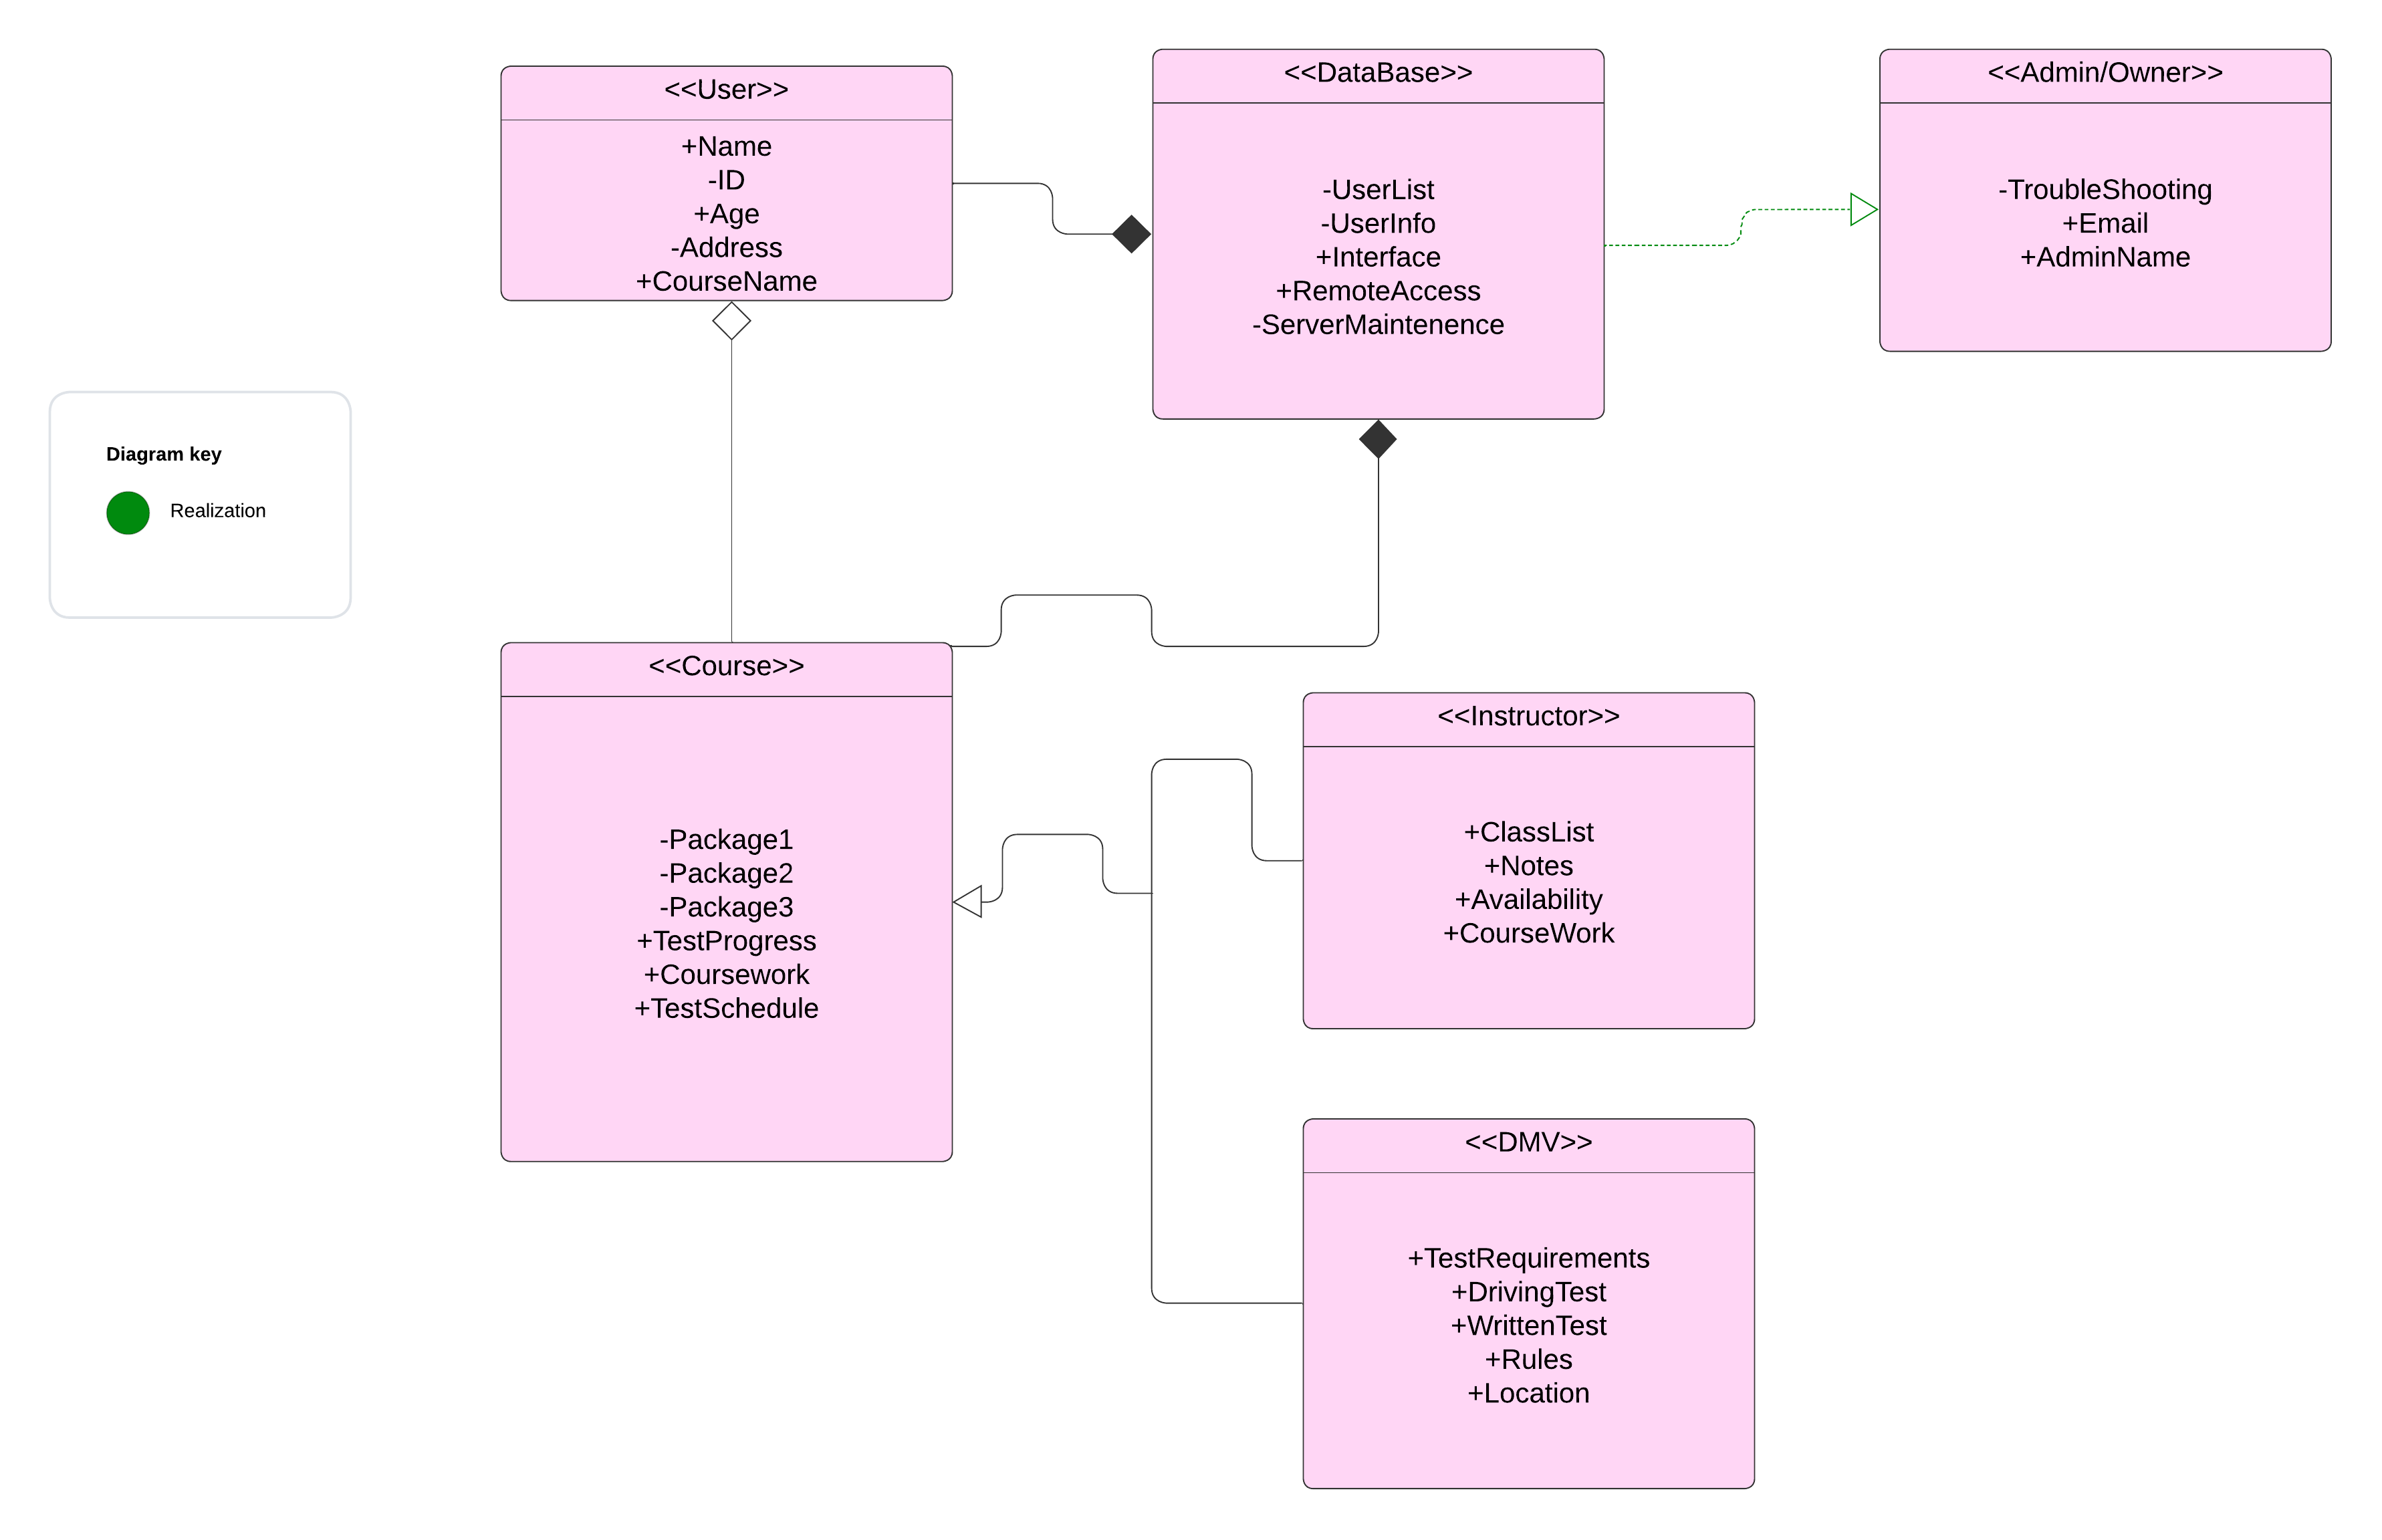 <<User>>
+Name
-ID
+Age
-Address
+CourseName
<<DataBase>>
-UserList
-UserInfo
+Interface
+RemoteAccess
-ServerMaintenence
<<Admin/Owner>>
-TroubleShooting
+Email
+AdminName
Diagram key
Realization
<<Course>>
-Package1
-Package2
-Package3
+TestProgress
+Coursework
+TestSchedule
<<Instructor>>
+ClassList
+Notes
+Availability
+CourseWork
<<DMV>>
+TestRequirements
+DrivingTest
+WrittenTest
+Rules
+Location